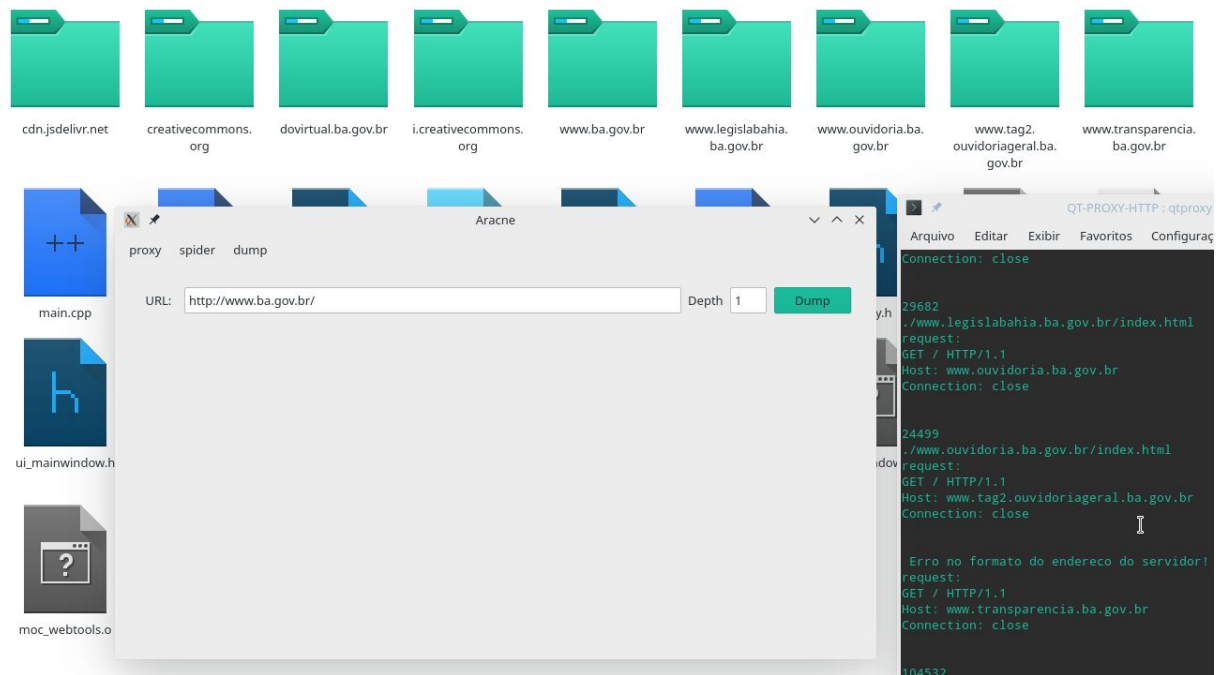 cdn.jsdelivr.net
creativecommons.
org
dovirtual.ba.gov.br
i.creativecommons.
org
www.ba.gov.br
www.legislabahia.
ba.gov.br
www.ouvidoria.ba.
gov.br
www.tag2.
ouvidoriageral.ba.
gov.br
www.transparencia.
ba.gov.br
++
main.cpp
h
ui_mainwindow.h
?
moc_webtools.o
Aracne
proxy spider dump
URL: http://www.ba.gov.br/ Depth 1 Dump
y.h
QT-PROXY-HTTP : qtproxy
Arquivo Editar Exibir Favoritos Configuraç
Connection: close
29682
./www.legislabahia.ba.gov.br/index.html
request:
GET / HTTP/1.1
Host: www.ouvidoria.ba.gov.br
Connection: close
24499
./www.ouvidoria.ba.gov.br/index.html
request:
GET / HTTP/1.1
Host: www.tag2.ouvidoriageral.ba.gov.br
Connection: close
Erro no formato do endereco do servidor!
request:
GET / HTTP/1.1
Host: www.transparencia.ba.gov.br
Connection: close
104532